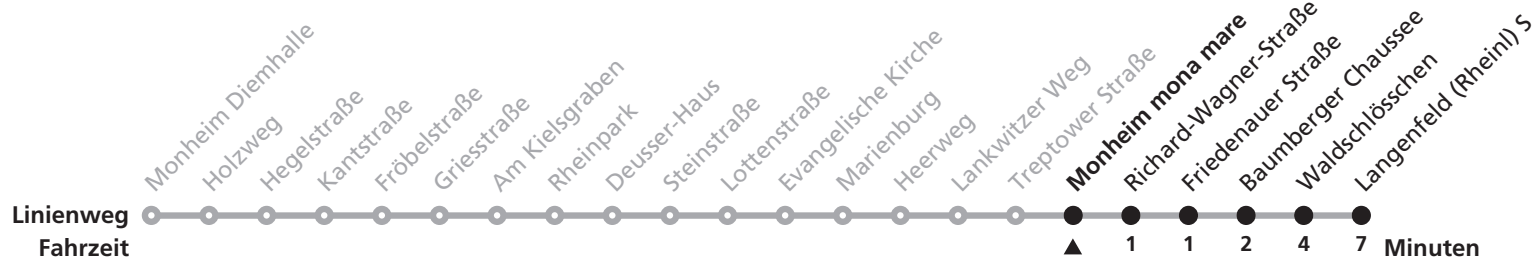 Monheim Diemhalle
Holzweg
Hegelstraße
Kantstraße
Fröbelstraße
Griesstraße
Am Kielsgraben
Rheinpark
Deusser-Haus
Steinstraße
Lottenstraße
Evangelische Kirche
Marienburg
Heerweg
Lankwitzer Weg
Treptower Straße
Monheim mona mare
Richard-Wagner-Straße
Friedenauer Straße
Baumberger Chaussee
Waldschlösschen
Langenfeld (Rheinl) S
Linienweg
Fahrzeit 1 1 2 4 7 Minuten